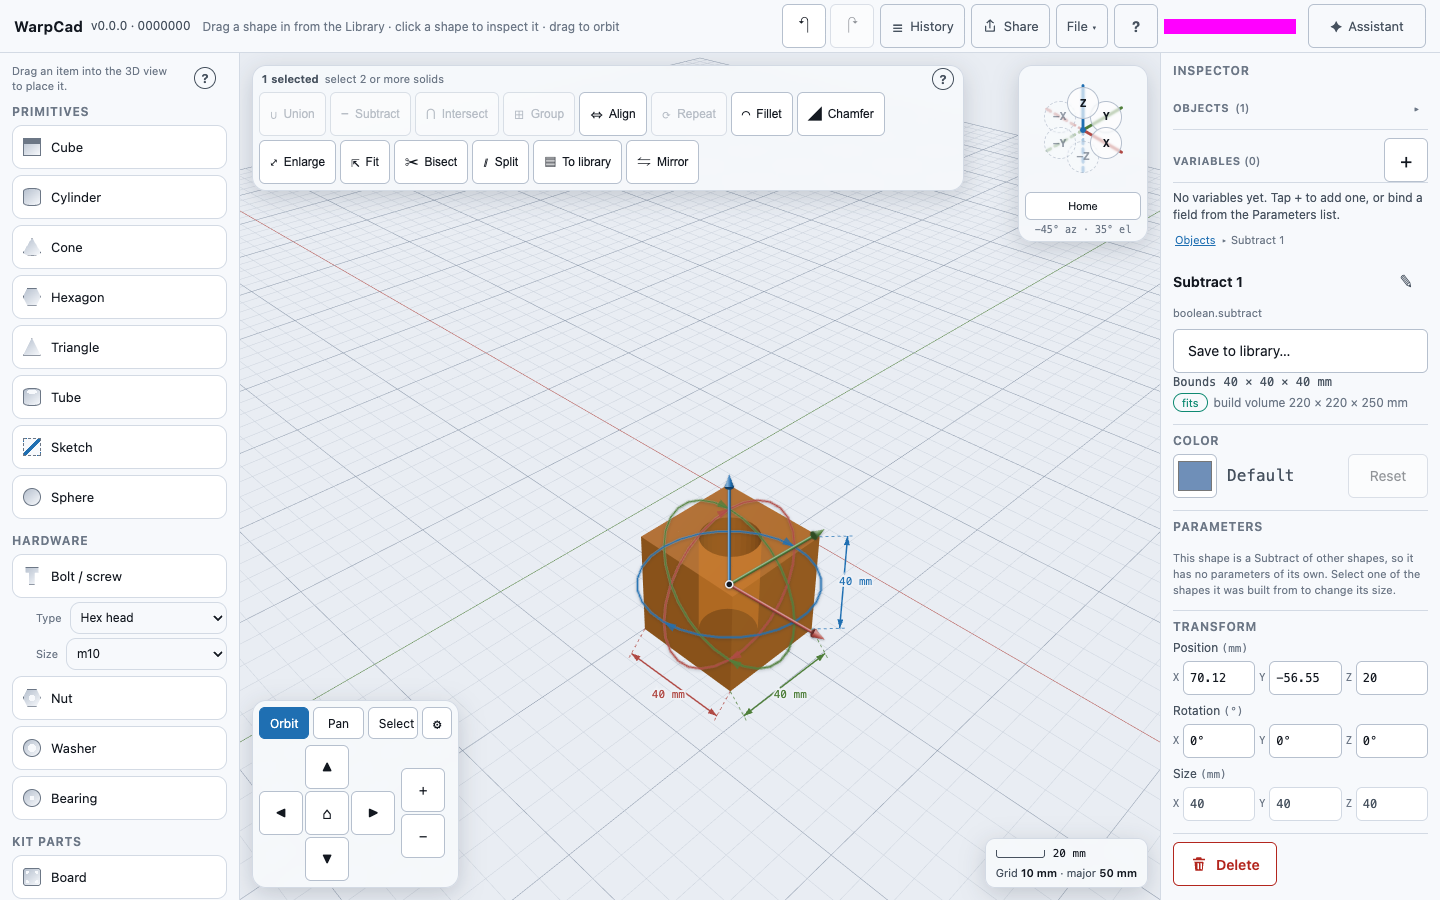 WarpCad v0.0.0 · 0000000 Drag a shape in from the Library · click a shape to inspect it · drag to orbit
History
Share
File
?
Assistant
Drag an item into the 3D view
to place it.
?
PRIMITIVES
Cube
Cylinder
Cone
Hexagon
Triangle
Tube
Sketch
Sphere
HARDWARE
Bolt / screw
Type Hex head
Size m10
Nut
Washer
Bearing
KIT PARTS
Board
1 selected select 2 or more solids
?
Union
Subtract
Intersect
Group
Align
Repeat
Fillet
Chamfer
Enlarge
Fit
Bisect
Split
To library
Mirror
Z
−X
Y
−Y
X
−Z
Home
−45° az · 35° el
40 mm
40 mm
40 mm
Orbit
Pan
Select
+
−
20 mm
Grid 10 mm · major 50 mm
INSPECTOR
OBJECTS (1)
VARIABLES (0)
+
No variables yet. Tap + to add one, or bind a
field from the Parameters list.
Objects ▸ Subtract 1
Subtract 1
boolean.subtract
Save to library…
Bounds 40 × 40 × 40 mm
fits build volume 220 × 220 × 250 mm
COLOR
Default
Reset
PARAMETERS
This shape is a Subtract of other shapes, so it
has no parameters of its own. Select one of the
shapes it was built from to change its size.
TRANSFORM
Position (mm)
X 70.12 Y −56.55 Z 20
Rotation (°)
X 0° Y 0° Z 0°
Size (mm)
X 40 Y 40 Z 40
Delete